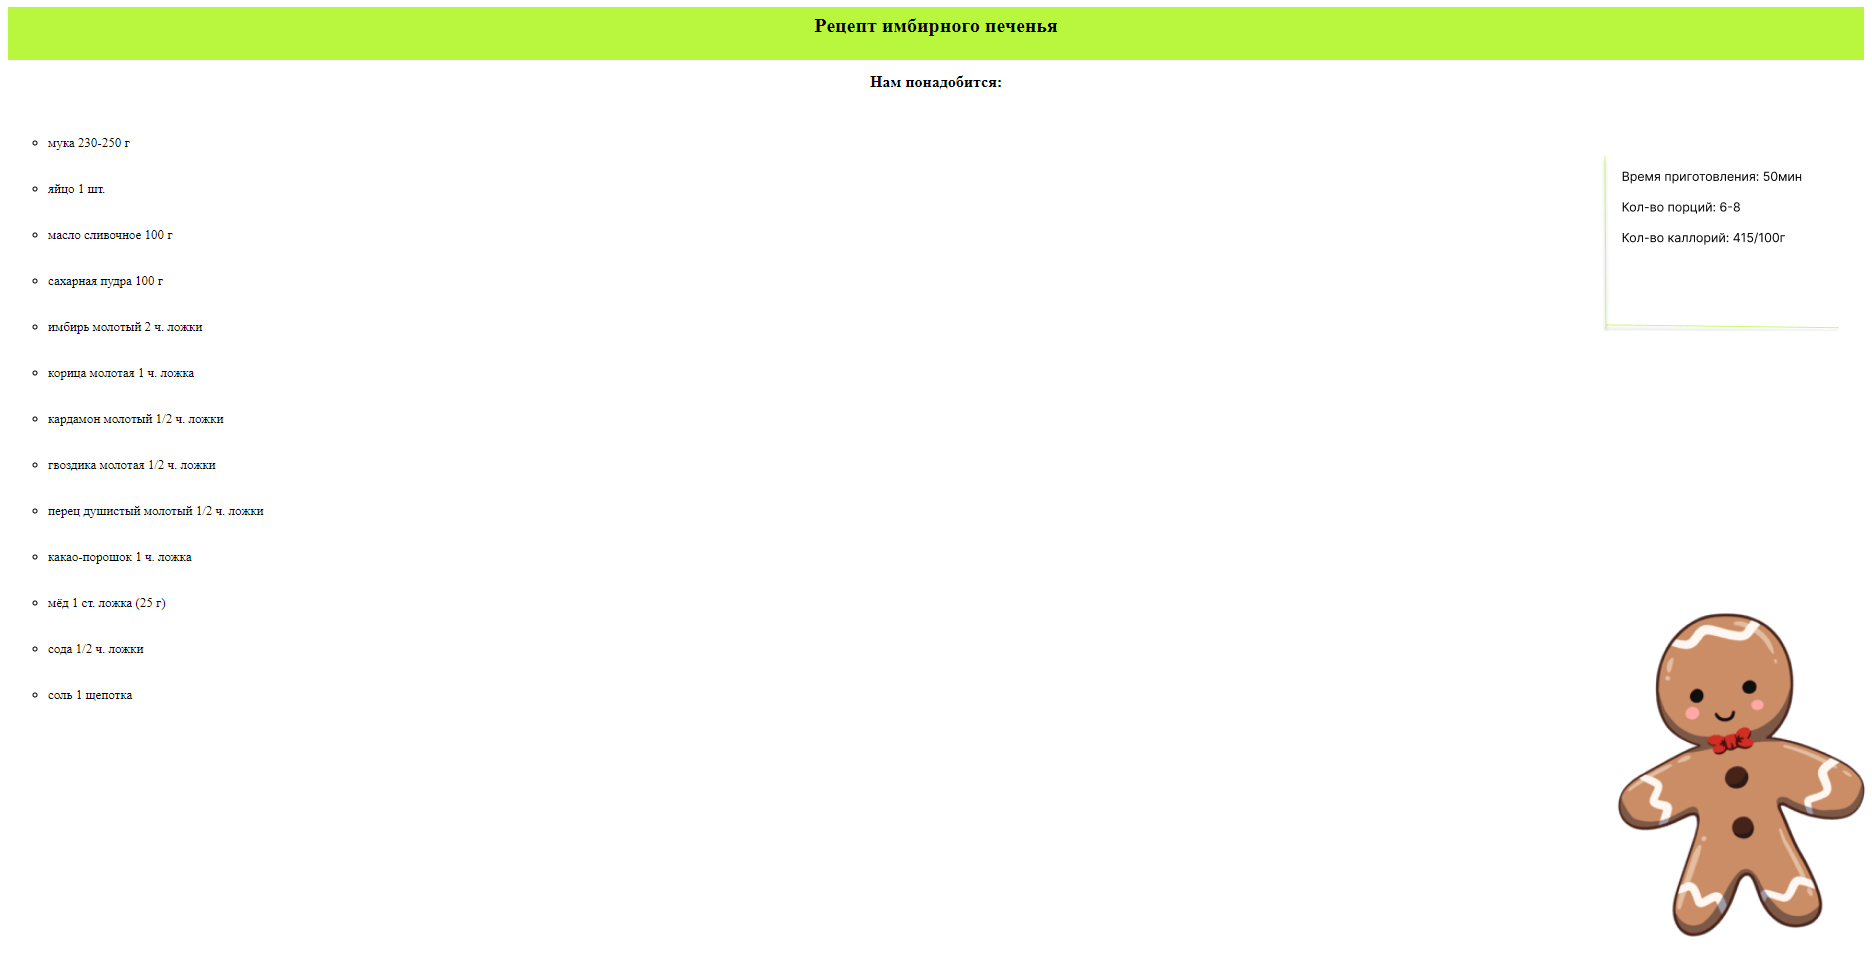 Рецепт имбирного печенья
Нам понадобится:
мука 230-250 г
яйцо 1 шт.
масло сливочное 100 г
сахарная пудра 100 г
имбирь молотый 2 ч. ложки
корица молотая 1 ч. ложка
кардамон молотый 1/2 ч. ложки
гвоздика молотая 1/2 ч. ложки
перец душистый молотый 1/2 ч. ложки
какао-порошок 1 ч. ложка
мёд 1 ст. ложка (25 г)
сода 1/2 ч. ложки
соль 1 щепотка
Время приготовления: 50мин
Кол-во порций: 6-8
Кол-во каллорий: 415/100г